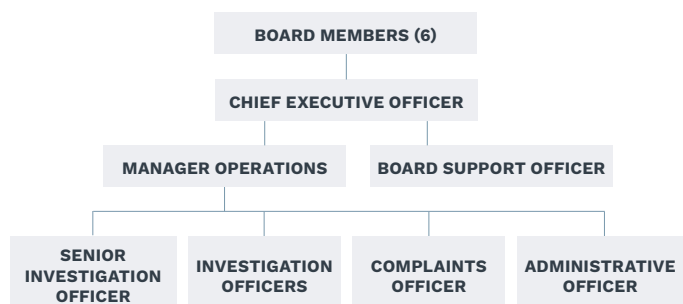 BOARD MEMBERS (6)
CHIEF EXECUTIVE OFFICER
MANAGER OPERATIONS
BOARD SUPPORT OFFICER
SENIOR
INVESTIGATION
OFFICER
INVESTIGATION
OFFICERS
COMPLAINTS
OFFICER
ADMINISTRATIVE
OFFICER